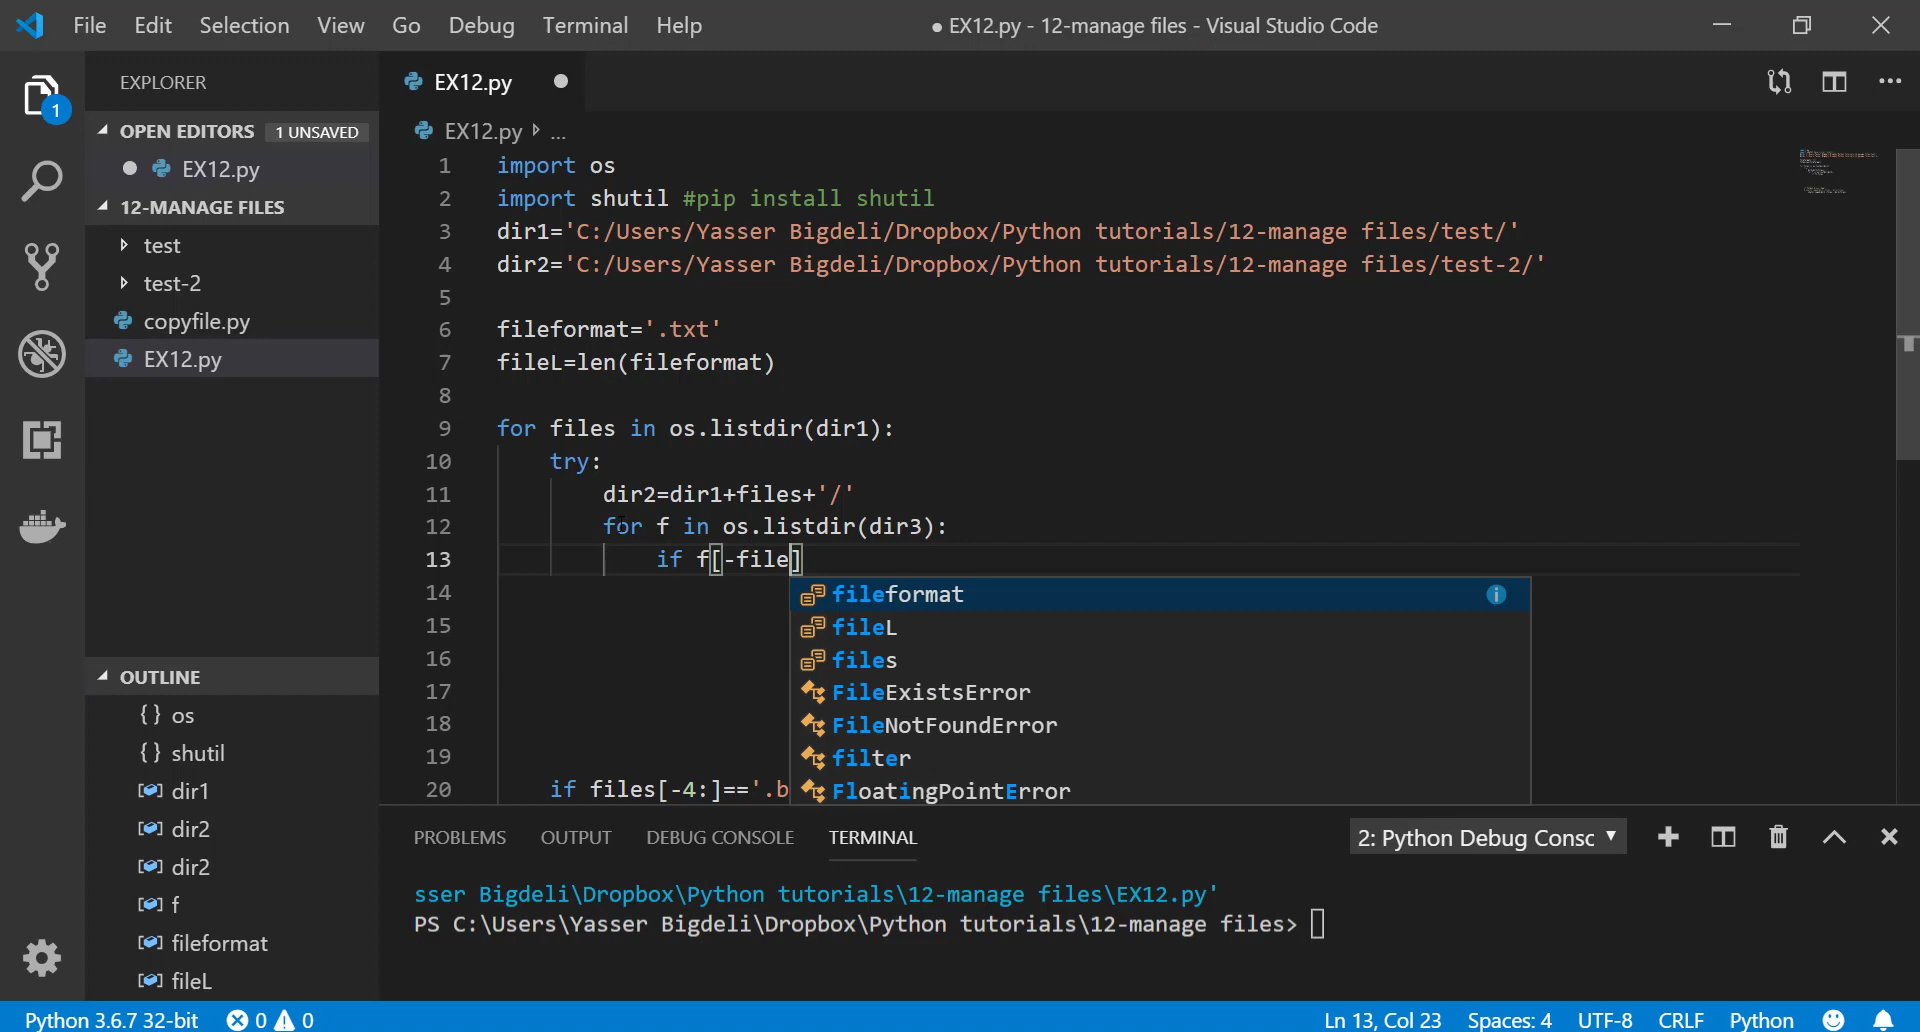 File Edit Selection View Go Debug Terminal Help
● EX12.py - 12-manage files - Visual Studio Code
EXPLORER
1
OPEN EDITORS 1 UNSAVED
EX12.py
12-MANAGE FILES
test
test-2
copyfile.py
EX12.py
OUTLINE
{} os
{} shutil
dir1
dir2
dir2
f
fileformat
fileL
EX12.py
EX12.py ...
1 import os
2 import shutil #pip install shutil
3 dir1='C:/Users/Yasser Bigdeli/Dropbox/Python tutorials/12-manage files/test/'
4 dir2='C:/Users/Yasser Bigdeli/Dropbox/Python tutorials/12-manage files/test-2/'
5
6 fileformat='.txt'
7 fileL=len(fileformat)
8
9 for files in os.listdir(dir1):
10 try:
11 dir2=dir1+files+'/'
12 for f in os.listdir(dir3):
13 if f[-file]
14
15
16
17
18
19
20 if files[-4:]=='.b
fileformat
fileL
files
FileExistsError
FileNotFoundError
filter
FloatingPointError
PROBLEMS OUTPUT DEBUG CONSOLE TERMINAL
2: Python Debug Consc
sser Bigdeli\Dropbox\Python tutorials\12-manage files\EX12.py'
PS C:\Users\Yasser Bigdeli\Dropbox\Python tutorials\12-manage files>
Python 3.6.7 32-bit 0 0
Ln 13, Col 23 Spaces: 4 UTF-8 CRLF Python